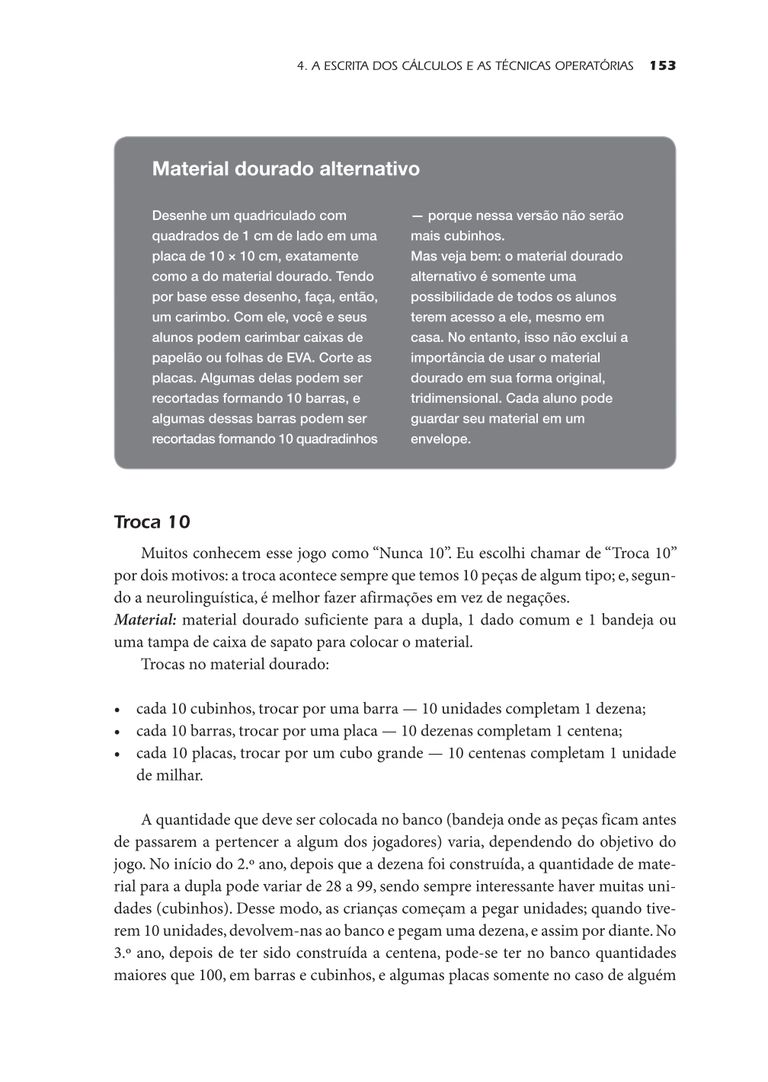 4. A ESCRITA DOS CÁLCULOS E AS TÉCNICAS OPERATÓRIAS 153
Material dourado alternativo
Desenhe um quadriculado com
quadrados de 1 cm de lado em uma
placa de 10 × 10 cm, exatamente
como a do material dourado. Tendo
por base esse desenho, faça, então,
um carimbo. Com ele, você e seus
alunos podem carimbar caixas de
papelão ou folhas de EVA. Corte as
placas. Algumas delas podem ser
recortadas formando 10 barras, e
algumas dessas barras podem ser
recortadas formando 10 quadradinhos
— porque nessa versão não serão
mais cubinhos.
Mas veja bem: o material dourado
alternativo é somente uma
possibilidade de todos os alunos
terem acesso a ele, mesmo em
casa. No entanto, isso não exclui a
importância de usar o material
dourado em sua forma original,
tridimensional. Cada aluno pode
guardar seu material em um
envelope.
Troca 10
Muitos conhecem esse jogo como “Nunca 10”. Eu escolhi chamar de “Troca 10”
por dois motivos: a troca acontece sempre que temos 10 peças de algum tipo; e, segun-
do a neurolinguística, é melhor fazer afirmações em vez de negações.
Material: material dourado suficiente para a dupla, 1 dado comum e 1 bandeja ou
uma tampa de caixa de sapato para colocar o material.
Trocas no material dourado:
• cada 10 cubinhos, trocar por uma barra — 10 unidades completam 1 dezena;
• cada 10 barras, trocar por uma placa — 10 dezenas completam 1 centena;
• cada 10 placas, trocar por um cubo grande — 10 centenas completam 1 unidade
de milhar.
A quantidade que deve ser colocada no banco (bandeja onde as peças ficam antes
de passarem a pertencer a algum dos jogadores) varia, dependendo do objetivo do
jogo. No início do 2.º ano, depois que a dezena foi construída, a quantidade de mate-
rial para a dupla pode variar de 28 a 99, sendo sempre interessante haver muitas uni-
dades (cubinhos). Desse modo, as crianças começam a pegar unidades; quando tive-
rem 10 unidades, devolvem-nas ao banco e pegam uma dezena, e assim por diante. No
3.º ano, depois de ter sido construída a centena, pode-se ter no banco quantidades
maiores que 100, em barras e cubinhos, e algumas placas somente no caso de alguém